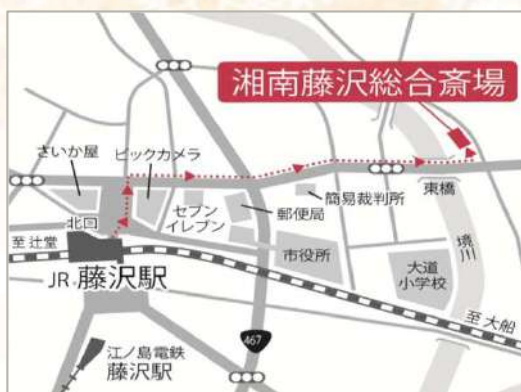 湘南藤沢総合斎場
さいか屋
ビックカメラ
北口
セブン
イレブン
郵便局
簡易裁判所
東橋
至 辻堂
市役所
境川
JR 藤沢駅
大道
小学校
至 大船
467
江ノ島電鉄
藤沢駅